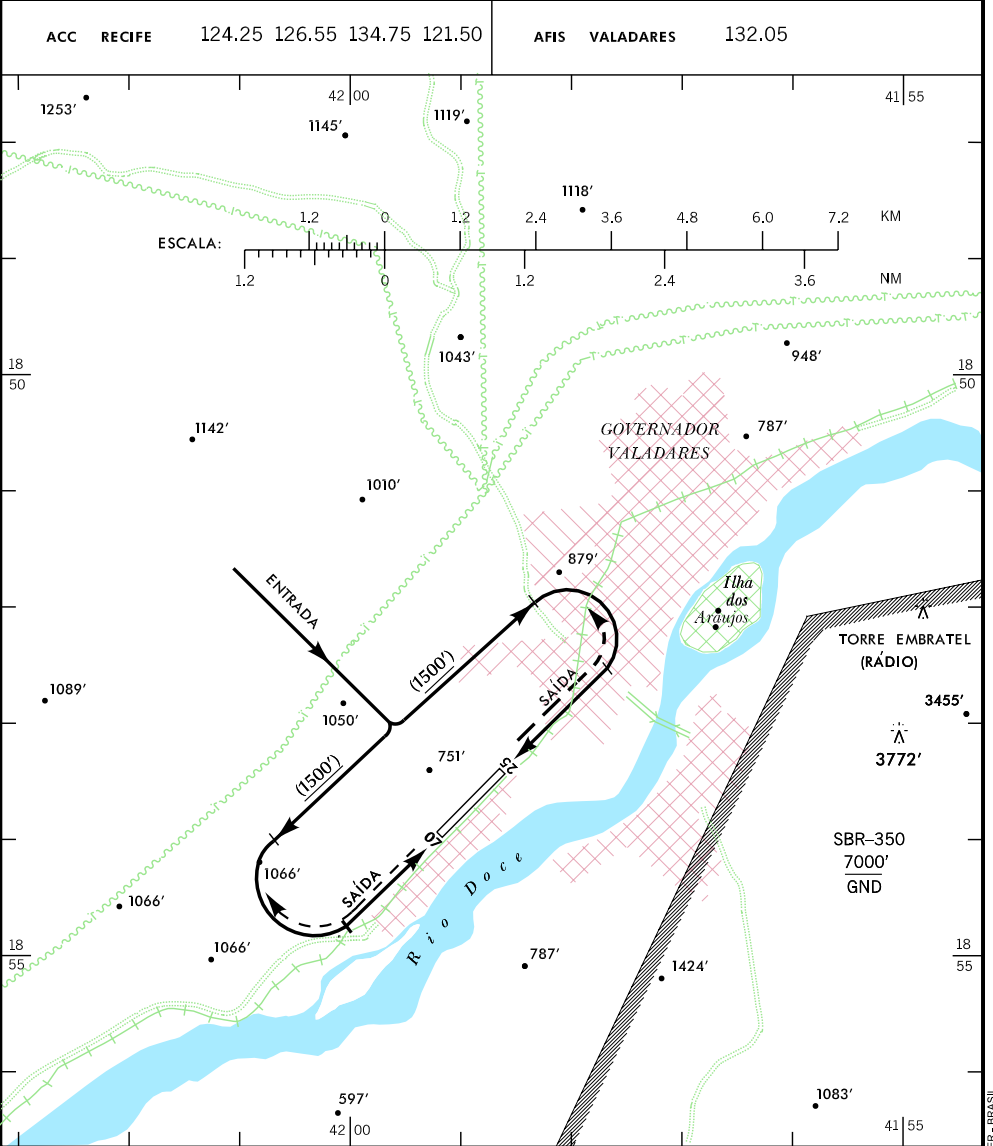 ACC RECIFE 124.25 126.55 134.75 121.50
AFIS VALADARES 132.05
42 00
41 55
1253′
1145′
1119′
1118′
1.2 0 1.2 2.4 3.6 4.8 6.0 7.2 KM
ESCALA:
1.2 0 1.2 2.4 3.6 NM
1043′
948′
18
50
18
50
1142′
GOVERNADOR
VALADARES
787′
1010′
879′
ENTRADA
Ilha
dos
Araujos
TORRE EMBRATEL
(RÁDIO)
(1500′)
SAÍDA
1089′
1050′
3455′
3772′
751′
25
(1500′)
07
SBR–350
7000′
GND
1066′
SAÍDA
Rio Doce
1066′
1066′
787′
1424′
18
55
18
55
597′
1083′
42 00
41 55